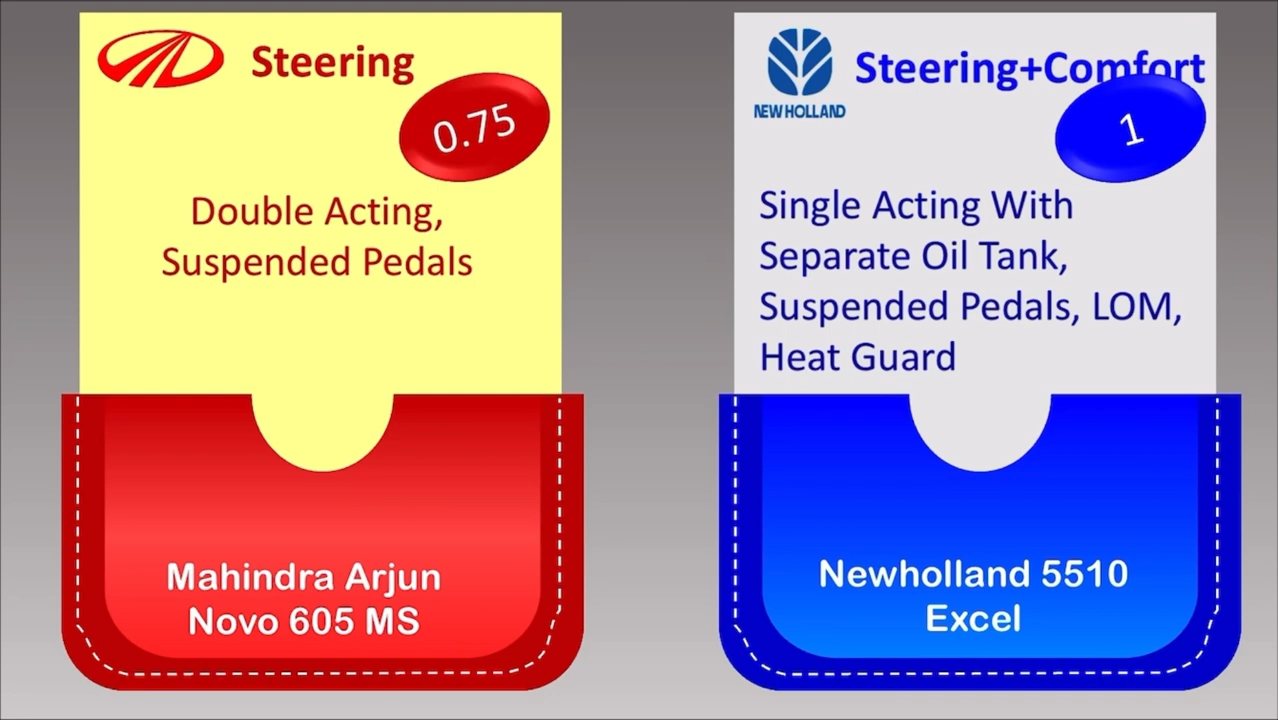 Steering
0.75
Double Acting,
Suspended Pedals
Mahindra Arjun
Novo 605 MS
NEW HOLLAND
Steering+Comfort
1
Single Acting With
Separate Oil Tank,
Suspended Pedals, LOM,
Heat Guard
Newholland 5510
Excel